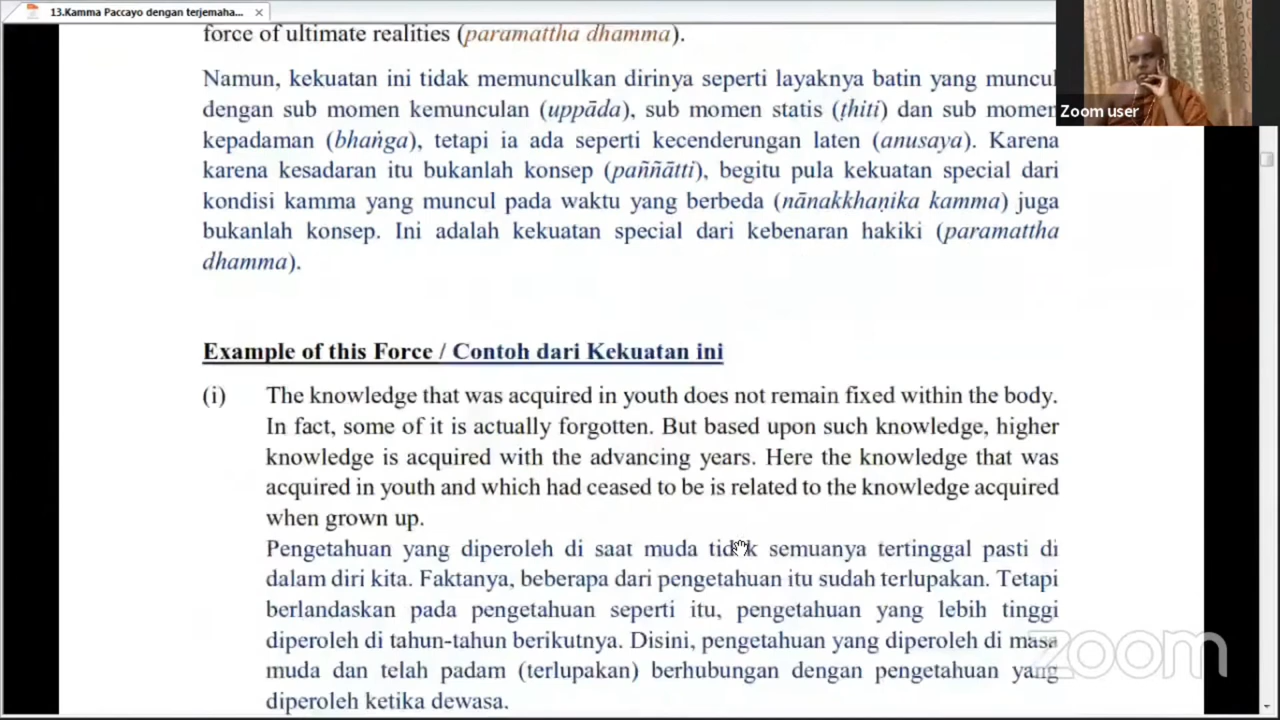 13.Kamma Paccayo dengan terjemaha...
force of ultimate realities (paramattha dhamma).
Namun, kekuatan ini tidak memunculkan dirinya seperti layaknya batin yang muncul
dengan sub momen kemunculan (uppāda), sub momen statis (ṭhiti) dan sub momen
kepadaman (bhanga), tetapi ia ada seperti kecenderungan laten (anusaya). Karena
karena kesadaran itu bukanlah konsep (paññātti), begitu pula kekuatan special dari
kondisi kamma yang muncul pada waktu yang berbeda (nānakkhaṇika kamma) juga
bukanlah konsep. Ini adalah kekuatan special dari kebenaran hakiki (paramattha
dhamma).
Zoom user
Example of this Force / Contoh dari Kekuatan ini
(i) The knowledge that was acquired in youth does not remain fixed within the body.
In fact, some of it is actually forgotten. But based upon such knowledge, higher
knowledge is acquired with the advancing years. Here the knowledge that was
acquired in youth and which had ceased to be is related to the knowledge acquired
when grown up.
Pengetahuan yang diperoleh di saat muda tidak semuanya tertinggal pasti di
dalam diri kita. Faktanya, beberapa dari pengetahuan itu sudah terlupakan. Tetapi
berlandaskan pada pengetahuan seperti itu, pengetahuan yang lebih tinggi
diperoleh di tahun-tahun berikutnya. Disini, pengetahuan yang diperoleh di masa
muda dan telah padam (terlupakan) berhubungan dengan pengetahuan yang
diperoleh ketika dewasa.
zoom